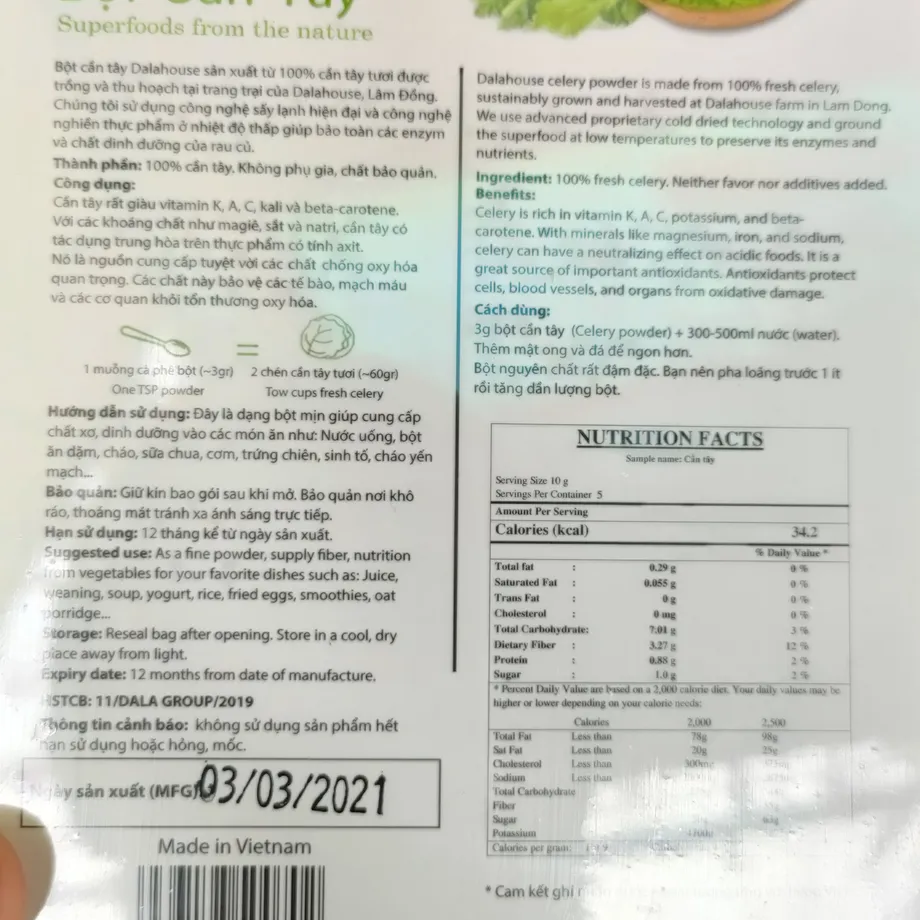 Superfoods from the nature
Bột cần tây Dalahouse sản xuất từ 100% cần tây tươi được
trồng và thu hoạch tại trang trại của Dalahouse, Lâm Đồng.
Chúng tôi sử dụng công nghệ sấy lạnh hiện đại và công nghệ
nghiền thực phẩm ở nhiệt độ thấp giúp bảo toàn các enzym
và chất dinh dưỡng của rau củ.
Thành phần: 100% cần tây. Không phụ gia, chất bảo quản.
Công dụng:
Cần tây rất giàu vitamin K, A, C, kali và beta-carotene.
Với các khoáng chất như magiê, sắt và natri, cần tây có
tác dụng trung hòa trên thực phẩm có tính axit.
Nó là nguồn cung cấp tuyệt vời các chất chống oxy hóa
quan trọng. Các chất này bảo vệ các tế bào, mạch máu
và các cơ quan khỏi tổn thương oxy hóa.
=
1 muỗng cà phê bột (~3gr)
One TSP powder
2 chén cần tây tươi (~60gr)
Tow cups fresh celery
Hướng dẫn sử dụng: Đây là dạng bột mịn giúp cung cấp
chất xơ, dinh dưỡng vào các món ăn như: Nước uống, bột
ăn dặm, cháo, sữa chua, cơm, trứng chiên, sinh tố, cháo yến
mạch...
Bảo quản: Giữ kín bao gói sau khi mở. Bảo quản nơi khô
ráo, thoáng mát tránh xa ánh sáng trực tiếp.
Hạn sử dụng: 12 tháng kể từ ngày sản xuất.
Suggested use: As a fine powder, supply fiber, nutrition
from vegetables for your favorite dishes such as: Juice,
weaning, soup, yogurt, rice, fried eggs, smoothies, oat
porridge...
Storage: Reseal bag after opening. Store in a cool, dry
place away from light.
Expiry date: 12 months from date of manufacture.
HSTCB: 11/DALA GROUP/2019
Thông tin cảnh báo: không sử dụng sản phẩm hết
hạn sử dụng hoặc hỏng, mốc.
Ngày sản xuất (MFG) 03/03/2021
Made in Vietnam
Dalahouse celery powder is made from 100% fresh celery,
sustainably grown and harvested at Dalahouse farm in Lam Dong.
We use advanced proprietary cold dried technology and ground
the superfood at low temperatures to preserve its enzymes and
nutrients.
Ingredient: 100% fresh celery. Neither favor nor additives added.
Benefits:
Celery is rich in vitamin K, A, C, potassium, and beta-
carotene. With minerals like magnesium, iron, and sodium,
celery can have a neutralizing effect on acidic foods. It is a
great source of important antioxidants. Antioxidants protect
cells, blood vessels, and organs from oxidative damage.
Cách dùng:
3g bột cần tây (Celery powder) + 300-500ml nước (water).
Thêm mật ong và đá để ngon hơn.
Bột nguyên chất rất đậm đặc. Bạn nên pha loãng trước 1 ít
rồi tăng dần lượng bột.
NUTRITION FACTS
Sample name: Cần tây
Serving Size 10 g
Servings Per Container 5
Amount Per Serving
Calories (kcal) 34.2
% Daily Value *
Total fat : 0.29 g 0 %
Saturated Fat : 0.055 g 0 %
Trans Fat : 0 g 0 %
Cholesterol : 0 mg 0 %
Total Carbohydrate: 7.01 g 3 %
Dietary Fiber : 3.27 g 12 %
Protein : 0.88 g 2 %
Sugar : 1.0 g 2 %
* Percent Daily Value are based on a 2,000 calorie diet. Your daily values may be
higher or lower depending on your calorie needs:
Calories 2,000 2,500
Total Fat Less than 78g 98g
Sat Fat Less than 20g 25g
Cholesterol Less than 300mg
Sodium Less than
Total Carbohydrate
Fiber
Sugar
Potassium
Calories per gram:
* Cam kết ghi